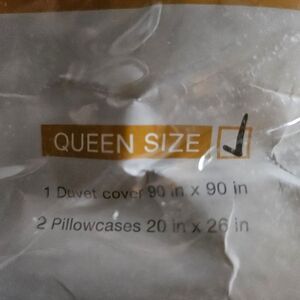 QUEEN SIZE
1 Duvet cover 90 in x 90 in
2 Pillowcases 20 in x 26 in